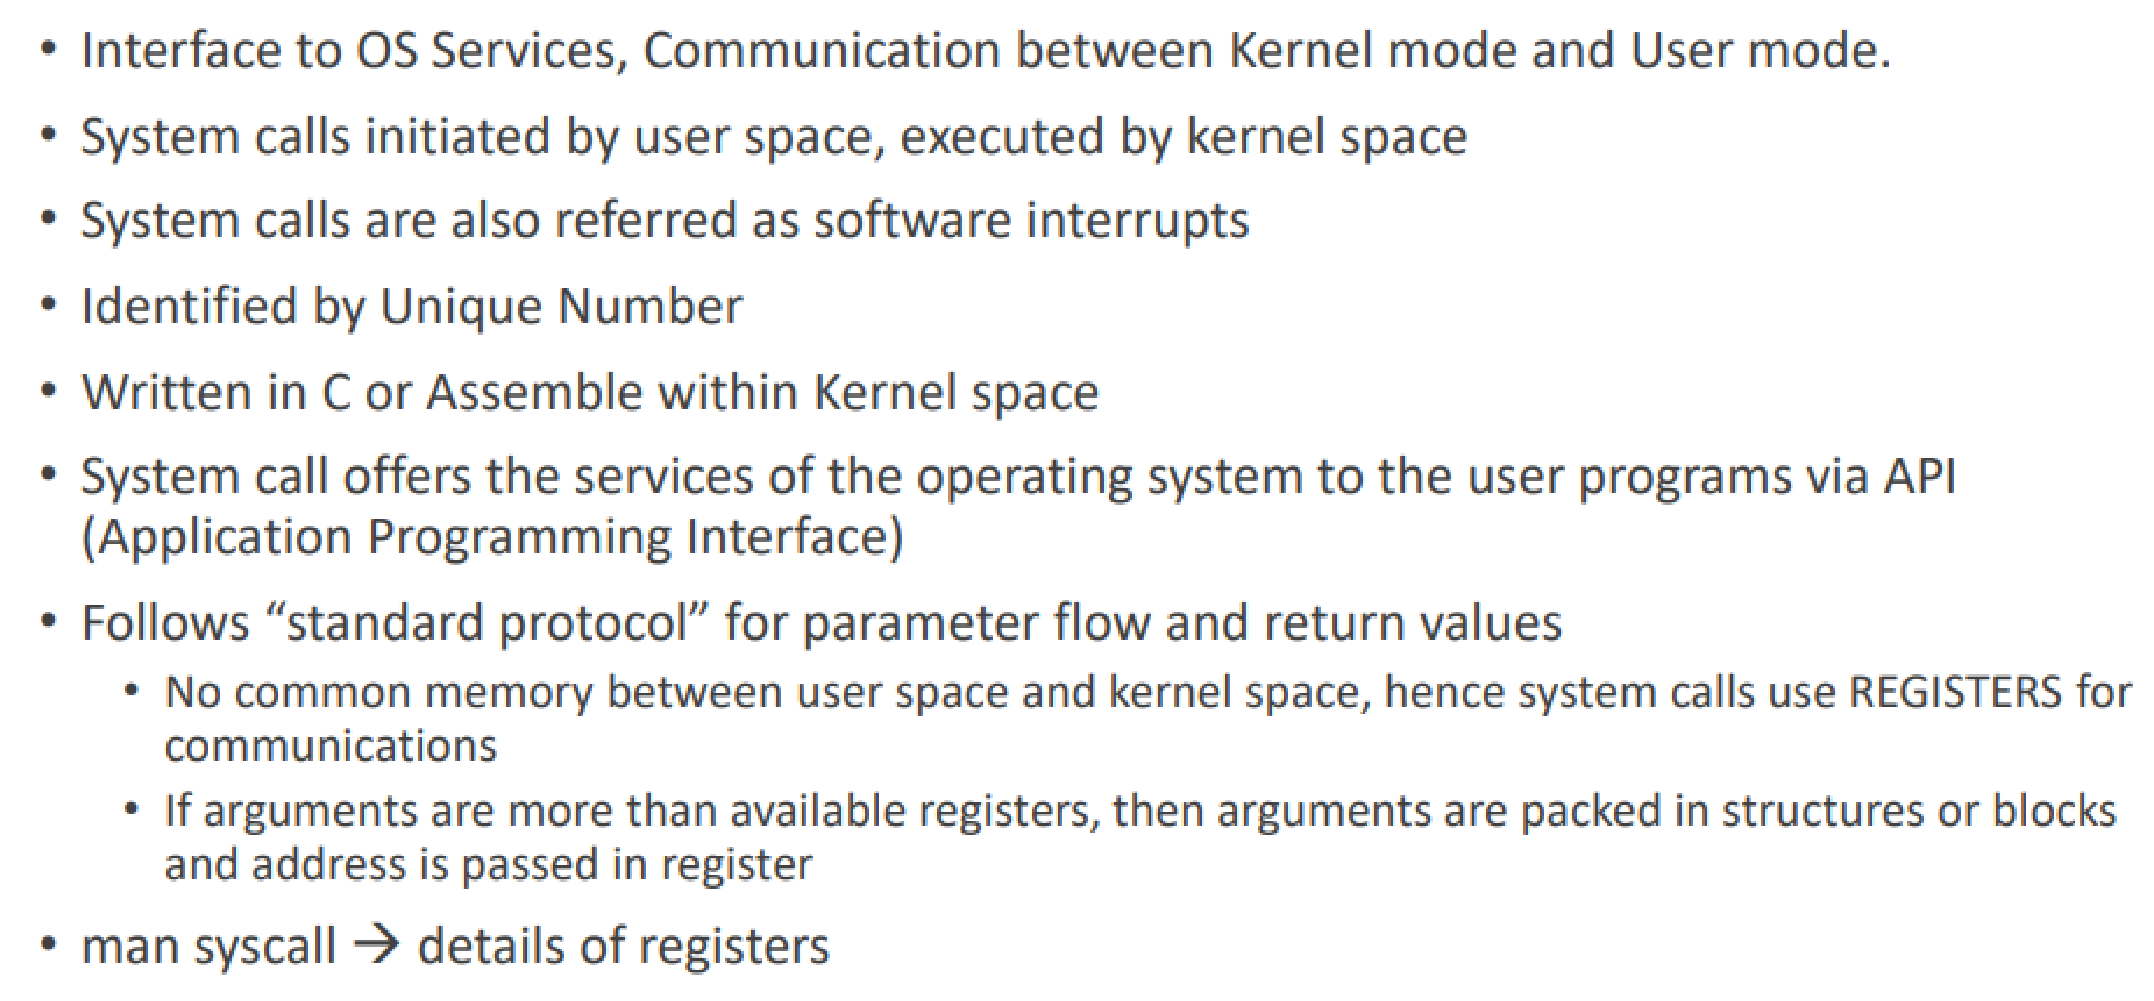 • Interface to OS Services, Communication between Kernel mode and User mode.
• System calls initiated by user space, executed by kernel space
• System calls are also referred as software interrupts
• Identified by Unique Number
• Written in C or Assemble within Kernel space
• System call offers the services of the operating system to the user programs via API
(Application Programming Interface)
• Follows “standard protocol” for parameter flow and return values
• No common memory between user space and kernel space, hence system calls use REGISTERS for
communications
• If arguments are more than available registers, then arguments are packed in structures or blocks
and address is passed in register
• man syscall → details of registers